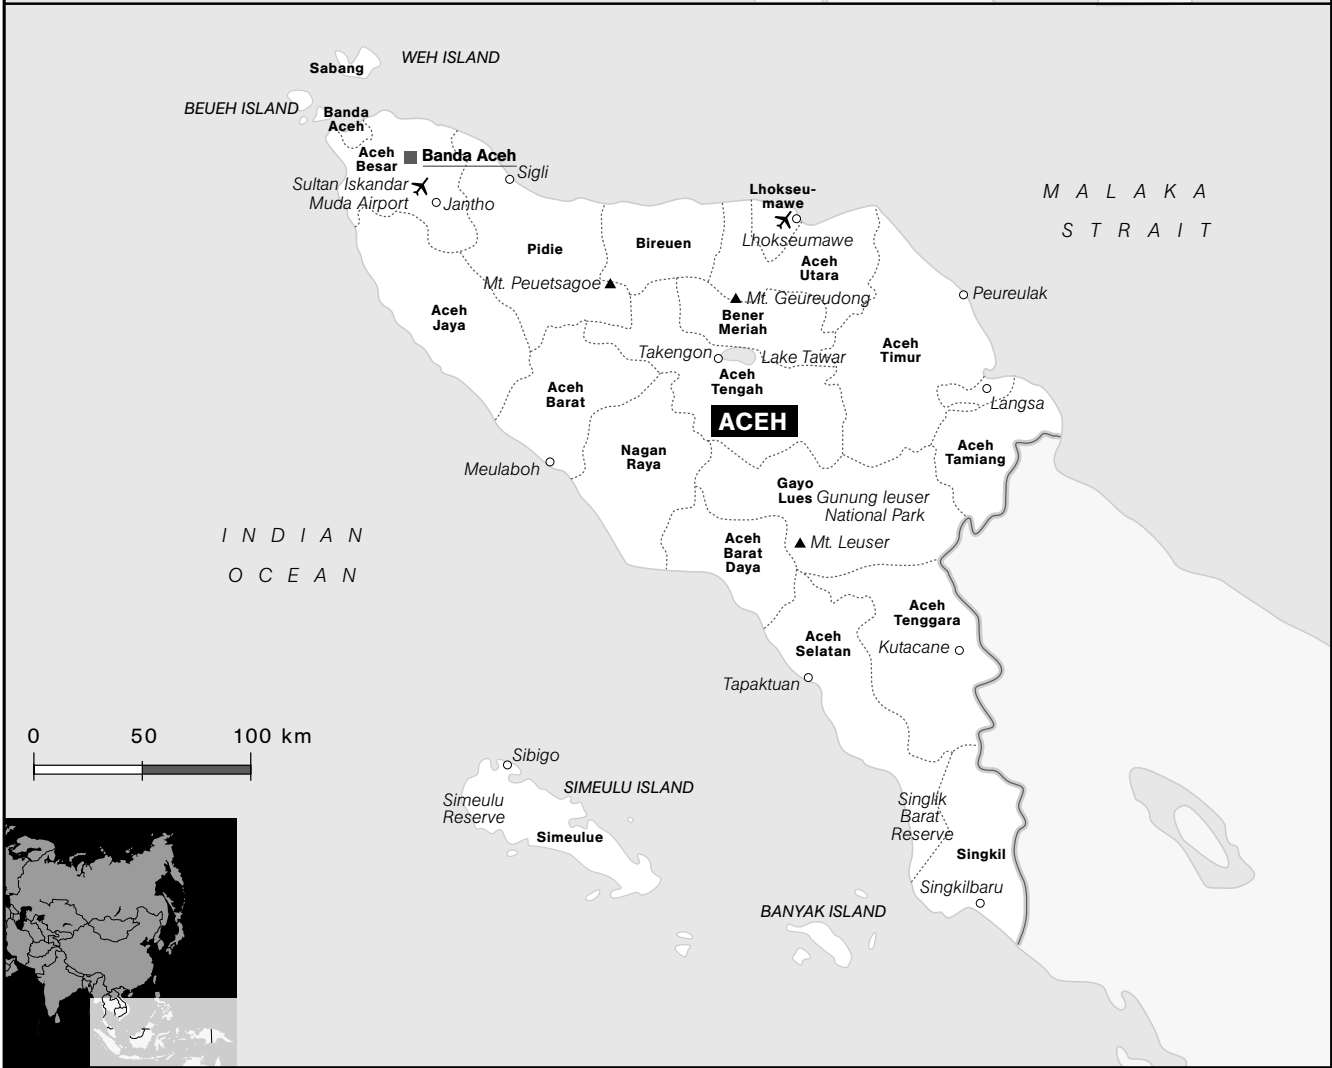 WEH ISLAND
Sabang
BEUEH ISLAND
Banda
Aceh
Aceh
Besar
Banda Aceh
Sultan Iskandar
Muda Airport
Jantho
Sigli
Lhokseu-
mawe
Lhokseumawe
MALAKA
STRAIT
Pidie
Bireuen
Aceh
Utara
Mt. Peuetsagoe
Mt. Geureudong
Peureulak
Aceh
Jaya
Bener
Meriah
Aceh
Timur
Takengon
Lake Tawar
Aceh
Tengah
Aceh
Barat
Langsa
ACEH
Nagan
Raya
Aceh
Tamiang
Meulaboh
Gayo
Lues
Gunung leuser
National Park
INDIAN
OCEAN
Aceh
Barat
Daya
Mt. Leuser
Aceh
Tenggara
Aceh
Selatan
Kutacane
Tapaktuan
0 50 100 km
Sibigo
SIMEULU ISLAND
Simeulu
Reserve
Simeulue
Singlik
Barat
Reserve
Singkil
Singkilbaru
BANYAK ISLAND